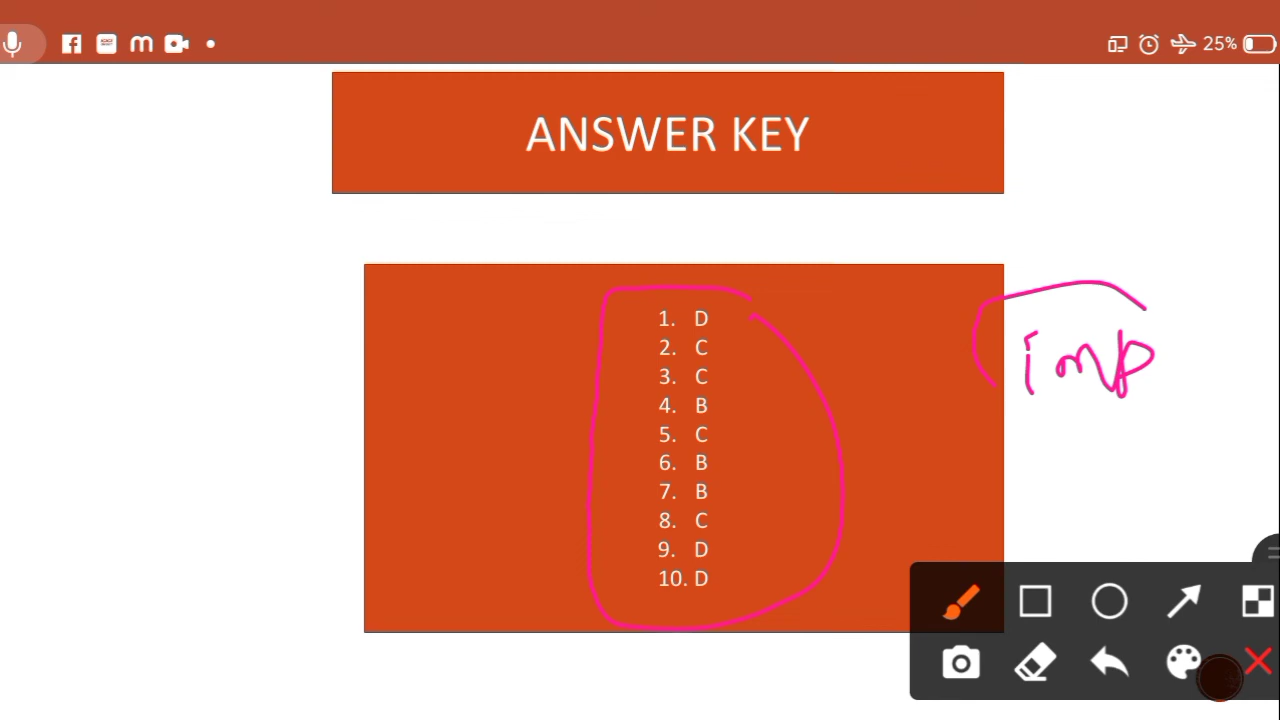 25%
ANSWER KEY
1. D
2. C
3. C
4. B
5. C
6. B
7. B
8. C
9. D
10. D
imp